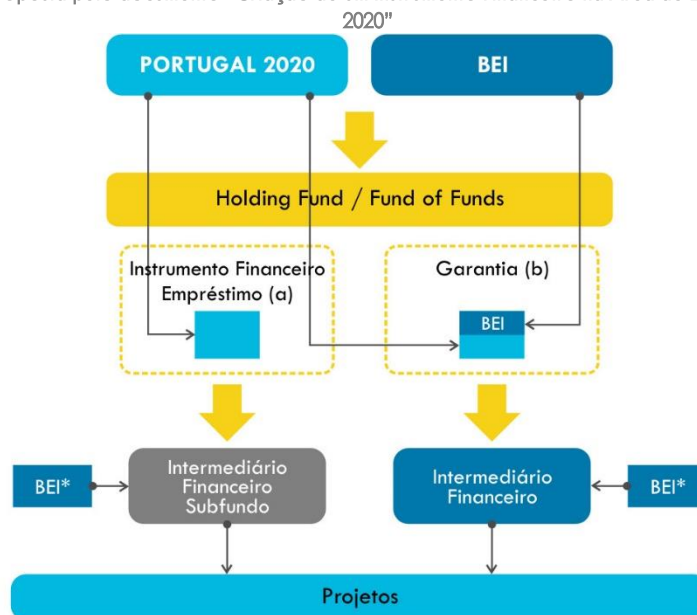 2020"
PORTUGAL 2020
BEI
Holding Fund / Fund of Funds
Instrumento Financeiro
Empréstimo (a)
Garantia (b)
BEI
Intermediário
Financeiro
Subfundo
Intermediário
Financeiro
BEI*
BEI*
Projetos